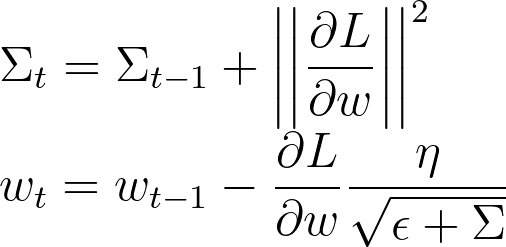 Σ_t = Σ_{t−1} + ||∂L/∂w||^2
w_t = w_{t−1} − ∂L/∂w η/√(ϵ + Σ)